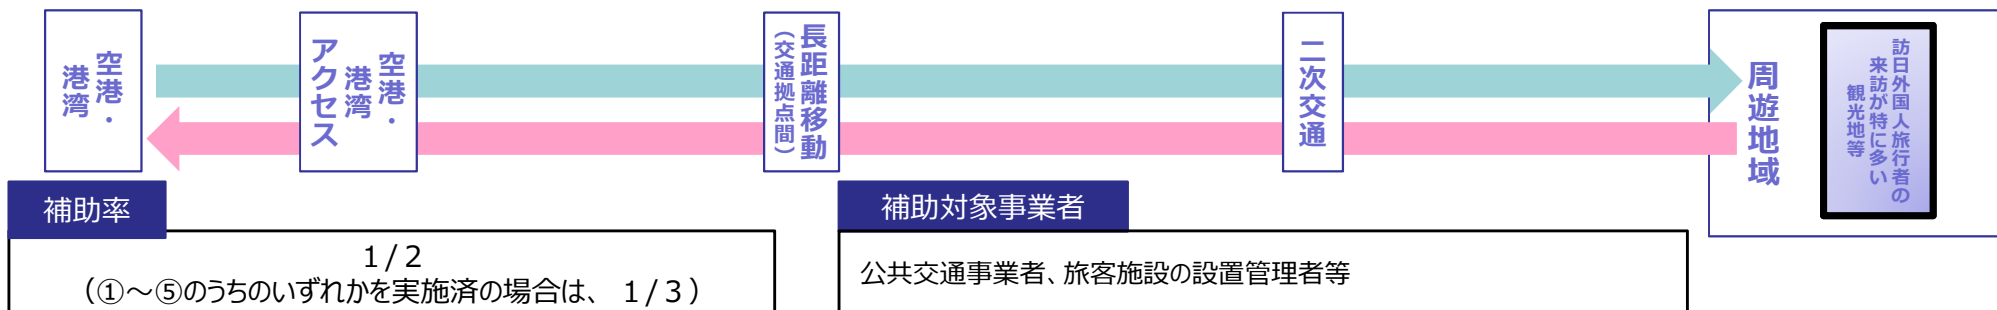 空港・
港湾
空港・
港湾
アクセス
長距離移動
(交通拠点間)
二次交通
周遊地域
訪日外国人旅行者の
来訪が特に多い
観光地等
補助率
1/2
(①~⑤のうちのいずれかを実施済の場合は、 1/3)
補助対象事業者
公共交通事業者、旅客施設の設置管理者等